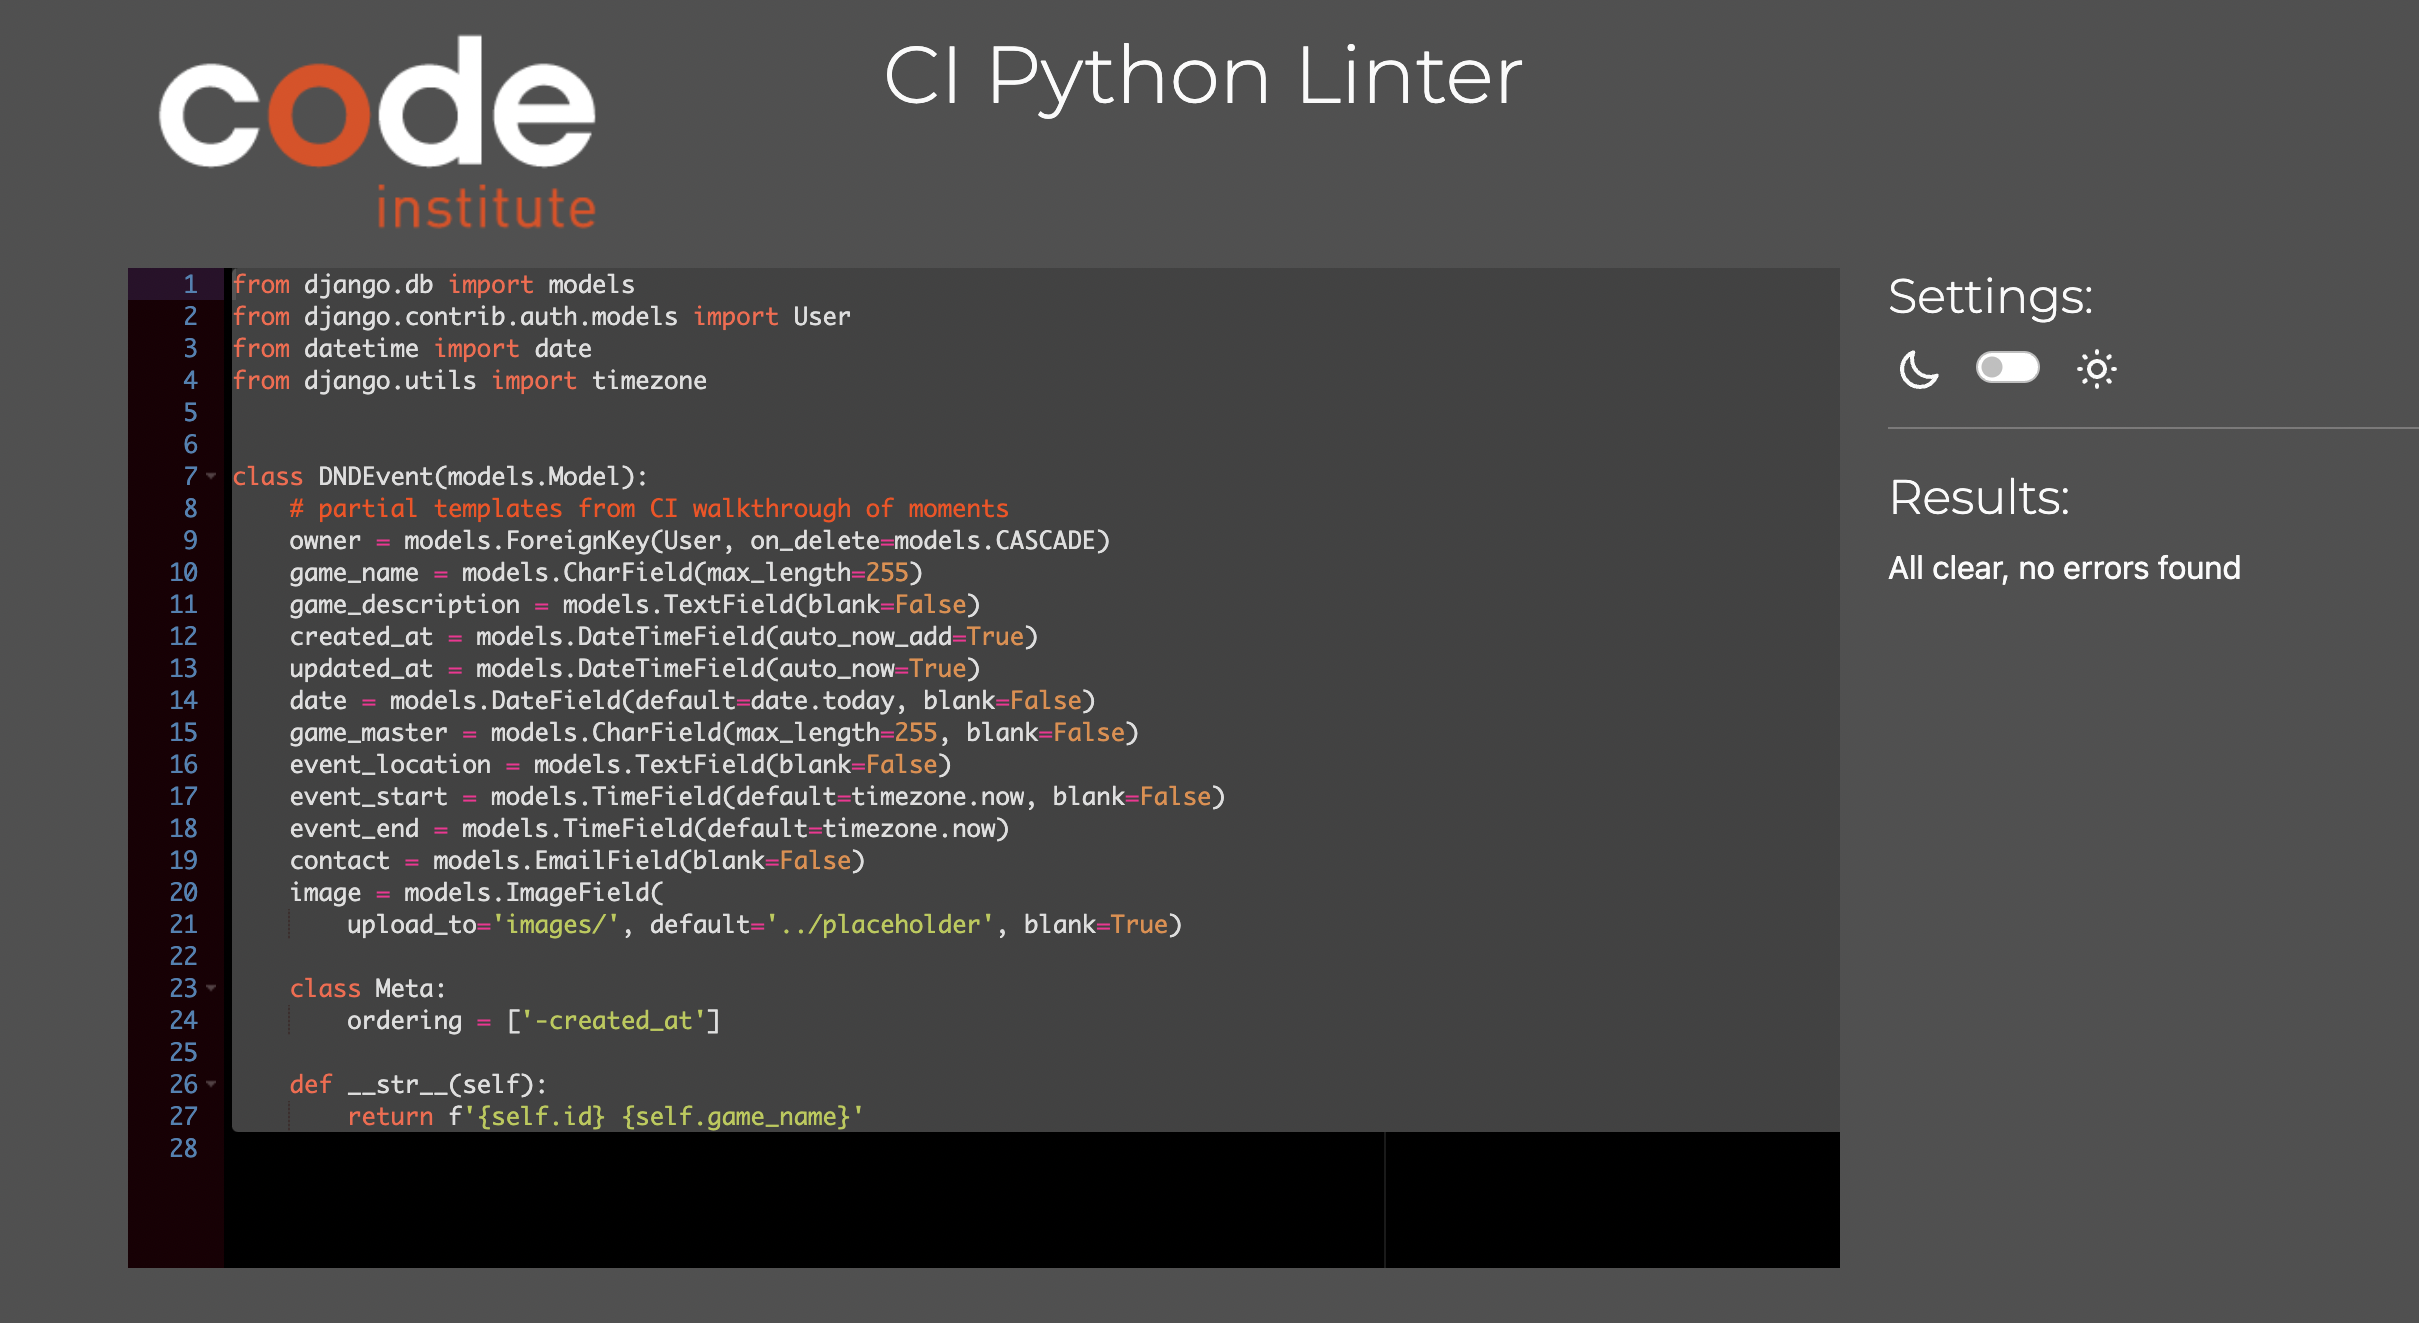 code
institute
CI Python Linter
1 from django.db import models
2 from django.contrib.auth.models import User
3 from datetime import date
4 from django.utils import timezone
5
6
7 class DNDEvent(models.Model):
8     # partial templates from CI walkthrough of moments
9     owner = models.ForeignKey(User, on_delete=models.CASCADE)
10     game_name = models.CharField(max_length=255)
11     game_description = models.TextField(blank=False)
12     created_at = models.DateTimeField(auto_now_add=True)
13     updated_at = models.DateTimeField(auto_now=True)
14     date = models.DateField(default=date.today, blank=False)
15     game_master = models.CharField(max_length=255, blank=False)
16     event_location = models.TextField(blank=False)
17     event_start = models.TimeField(default=timezone.now, blank=False)
18     event_end = models.TimeField(default=timezone.now)
19     contact = models.EmailField(blank=False)
20     image = models.ImageField(
21         upload_to='images/', default='../placeholder', blank=True)
22
23     class Meta:
24         ordering = ['-created_at']
25
26     def __str__(self):
27         return f'{self.id} {self.game_name}'
28
Settings:
Results:
All clear, no errors found